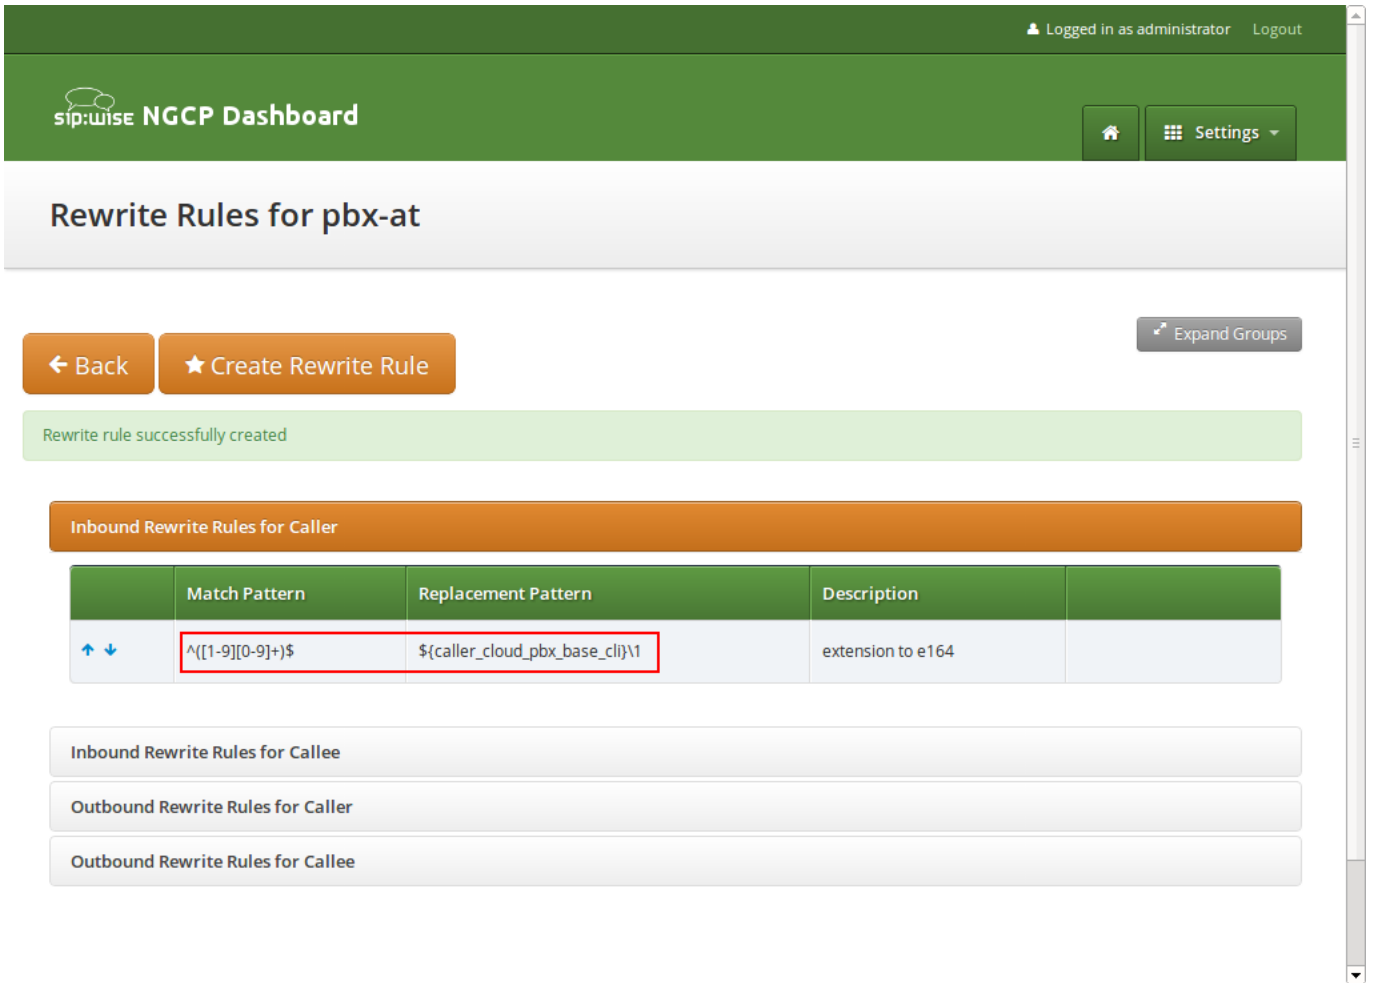 Logged in as administrator Logout
sip:wise NGCP Dashboard
Settings
Rewrite Rules for pbx-at
Expand Groups
Back Create Rewrite Rule
Rewrite rule successfully created
Inbound Rewrite Rules for Caller
Match Pattern Replacement Pattern Description
^([1-9][0-9]+)$ ${caller_cloud_pbx_base_cli}\1 extension to e164
Inbound Rewrite Rules for Callee
Outbound Rewrite Rules for Caller
Outbound Rewrite Rules for Callee